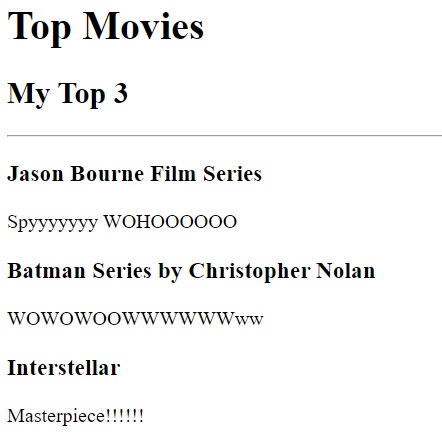 Top Movies
My Top 3
Jason Bourne Film Series
Spyyyyyyy WOHOOOOOO
Batman Series by Christopher Nolan
WOWOWOOWWWWWWww
Interstellar
Masterpiece!!!!!!